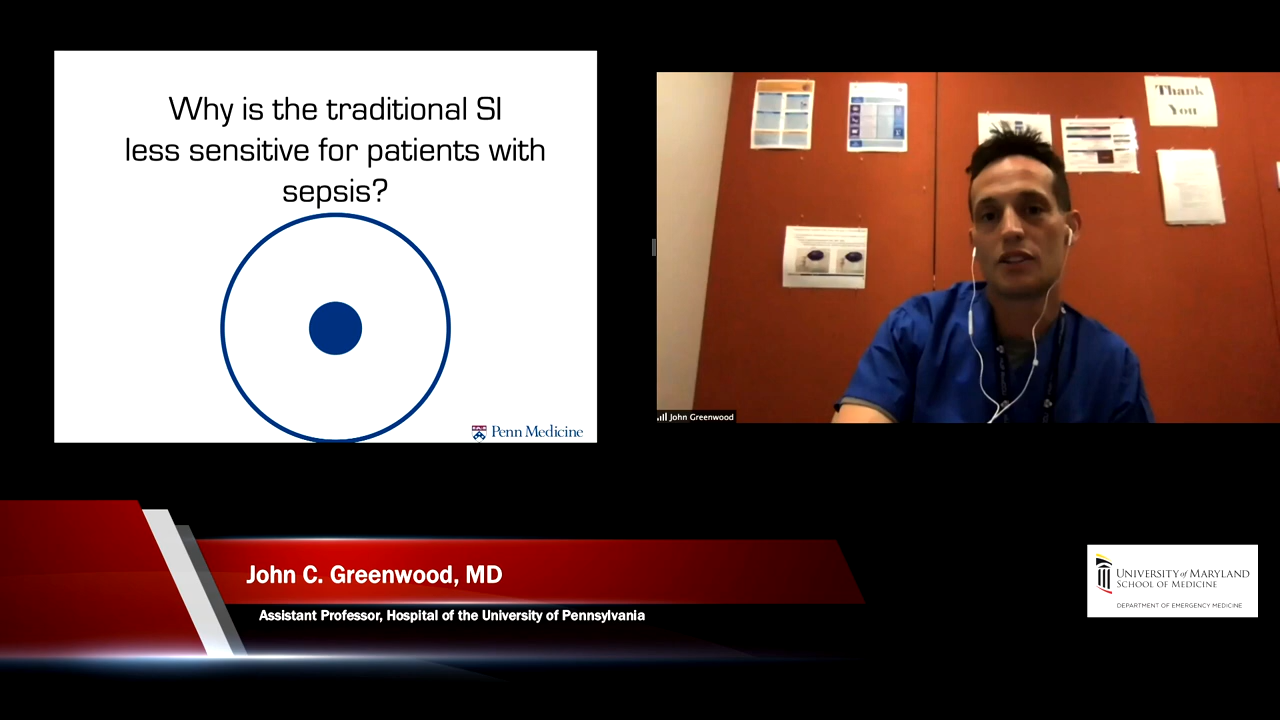 Why is the traditional SI
less sensitive for patients with
sepsis?
Penn Medicine
Thank
You
John Greenwood
John C. Greenwood, MD
Assistant Professor, Hospital of the University of Pennsylvania
UNIVERSITY of MARYLAND
SCHOOL OF MEDICINE
DEPARTMENT OF EMERGENCY MEDICINE